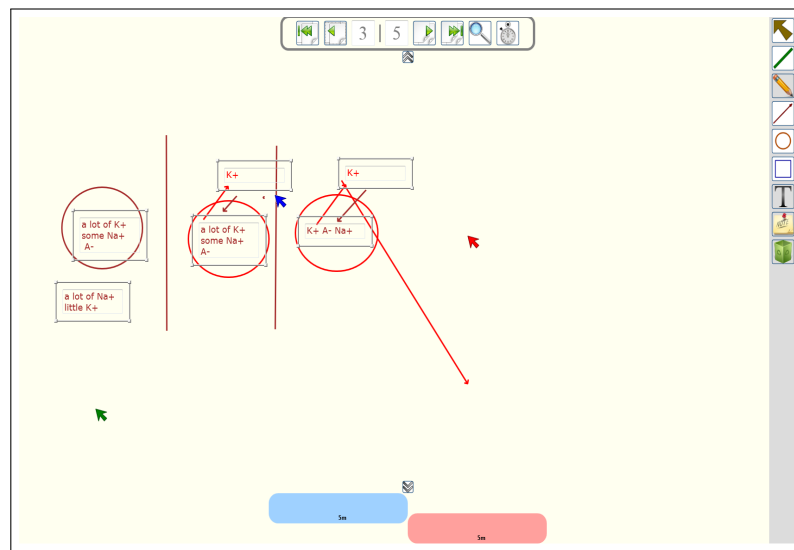 3 | 5
K+
K+
a lot of K+
some Na+
A-
a lot of K+
some Na+
A-
K+ A- Na+
a lot of Na+
little K+
T
5m
5m